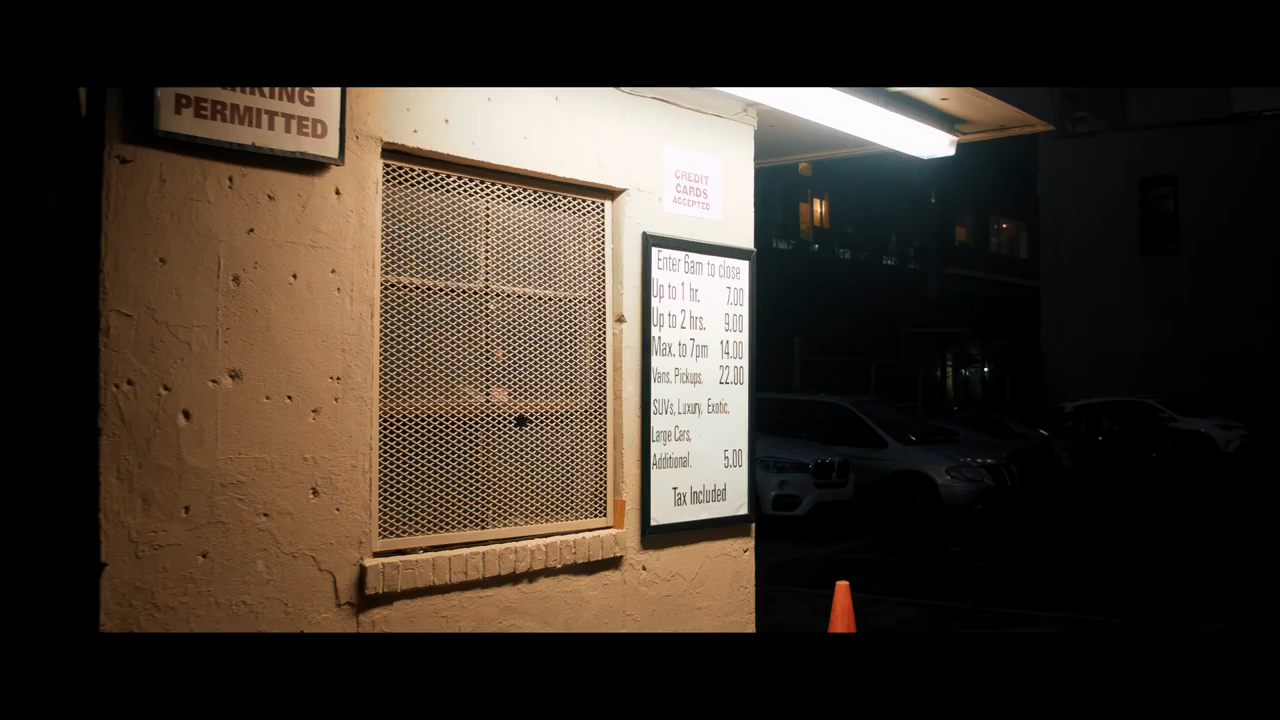 PERMITTED
CREDIT
CARDS
ACCEPTED
Enter 6am to close
Up to 1 hr. 7.00
Up to 2 hrs. 9.00
Max. to 7pm 14.00
Vans, Pickups, 22.00
SUVs, Luxury, Exotic,
Large Cars,
Additional. 5.00
Tax Included